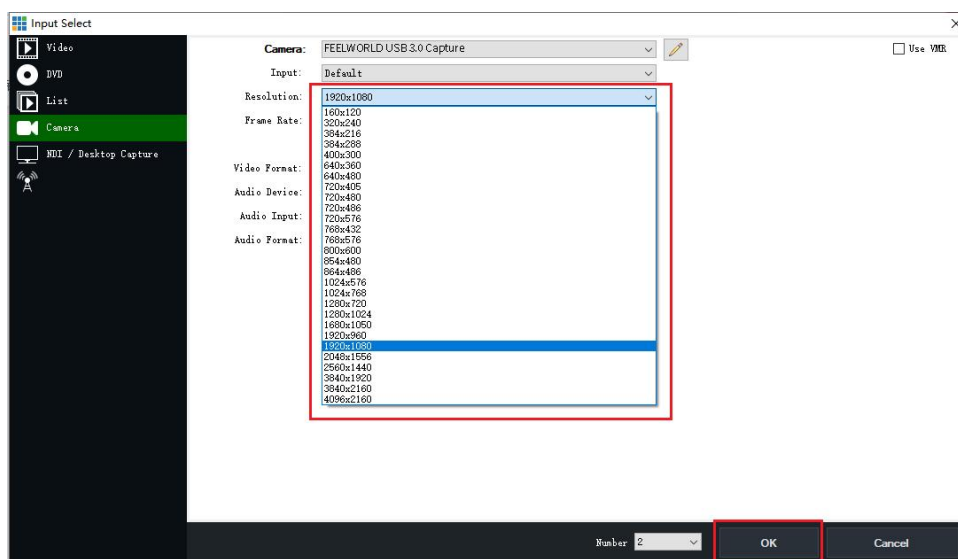 Input Select
Video
DVD
List
Camera
NDI / Desktop Capture
Camera: FEELWORLD USB 3.0 Capture Use VMR
Input: Default
Resolution: 1920x1080
Frame Rate:
Video Format:
Audio Device:
Audio Input:
Audio Format:
160x120
320x240
384x216
384x288
400x300
640x360
640x480
720x405
720x480
720x486
720x576
768x432
768x576
800x600
854x480
864x486
1024x576
1024x768
1280x720
1280x1024
1680x1050
1920x960
1920x1080
2048x1556
2560x1440
3840x1920
3840x2160
4096x2160
Number 2 OK Cancel